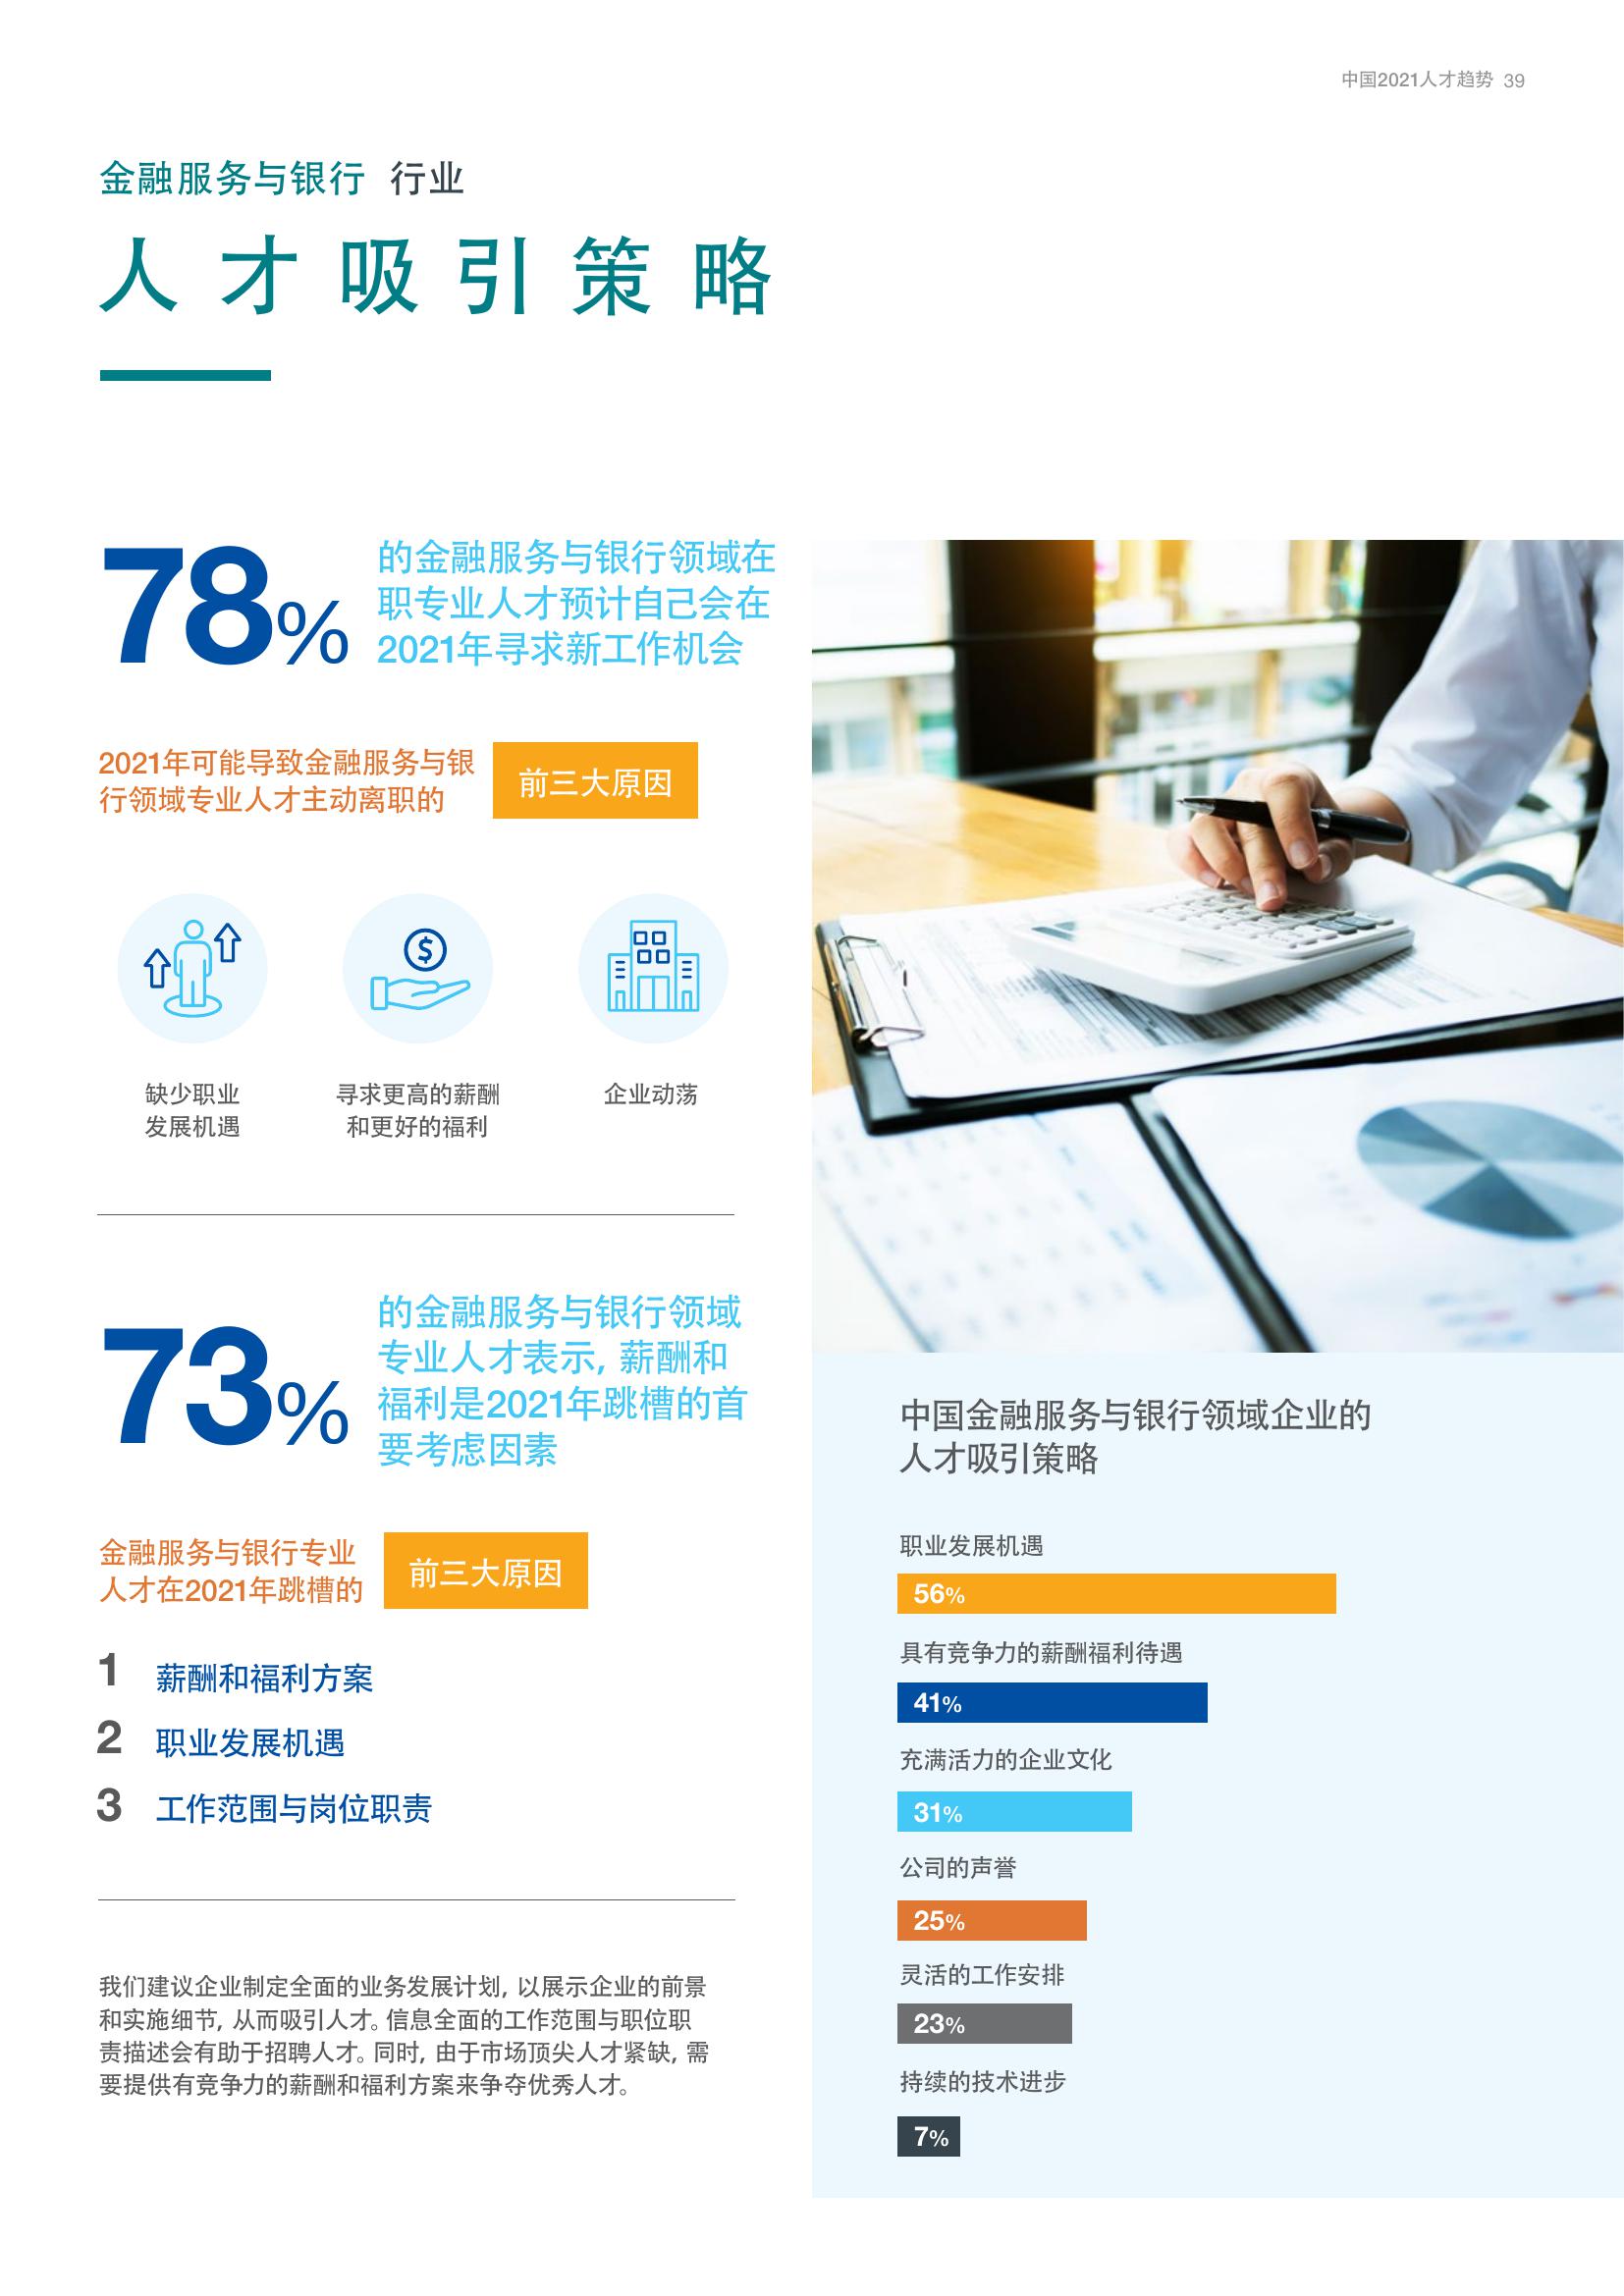 中国2021人才趋势 39
金融服务与银行 行业
人才吸引策略
78%
的金融服务与银行领域在
职专业人才预计自己会在
2021年寻求新工作机会
2021年可能导致金融服务与银
行领域专业人才主动离职的
前三大原因
缺少职业
发展机遇
寻求更高的薪酬
和更好的福利
企业动荡
73%
的金融服务与银行领域
专业人才表示, 薪酬和
福利是2021年跳槽的首
要考虑因素
金融服务与银行专业
人才在2021年跳槽的
前三大原因
1 薪酬和福利方案
2 职业发展机遇
3 工作范围与岗位职责
我们建议企业制定全面的业务发展计划, 以展示企业的前景
和实施细节, 从而吸引人才。信息全面的工作范围与职位职
责描述会有助于招聘人才。同时, 由于市场顶尖人才紧缺, 需
要提供有竞争力的薪酬和福利方案来争夺优秀人才。
中国金融服务与银行领域企业的
人才吸引策略
职业发展机遇
56%
具有竞争力的薪酬福利待遇
41%
充满活力的企业文化
31%
公司的声誉
25%
灵活的工作安排
23%
持续的技术进步
7%